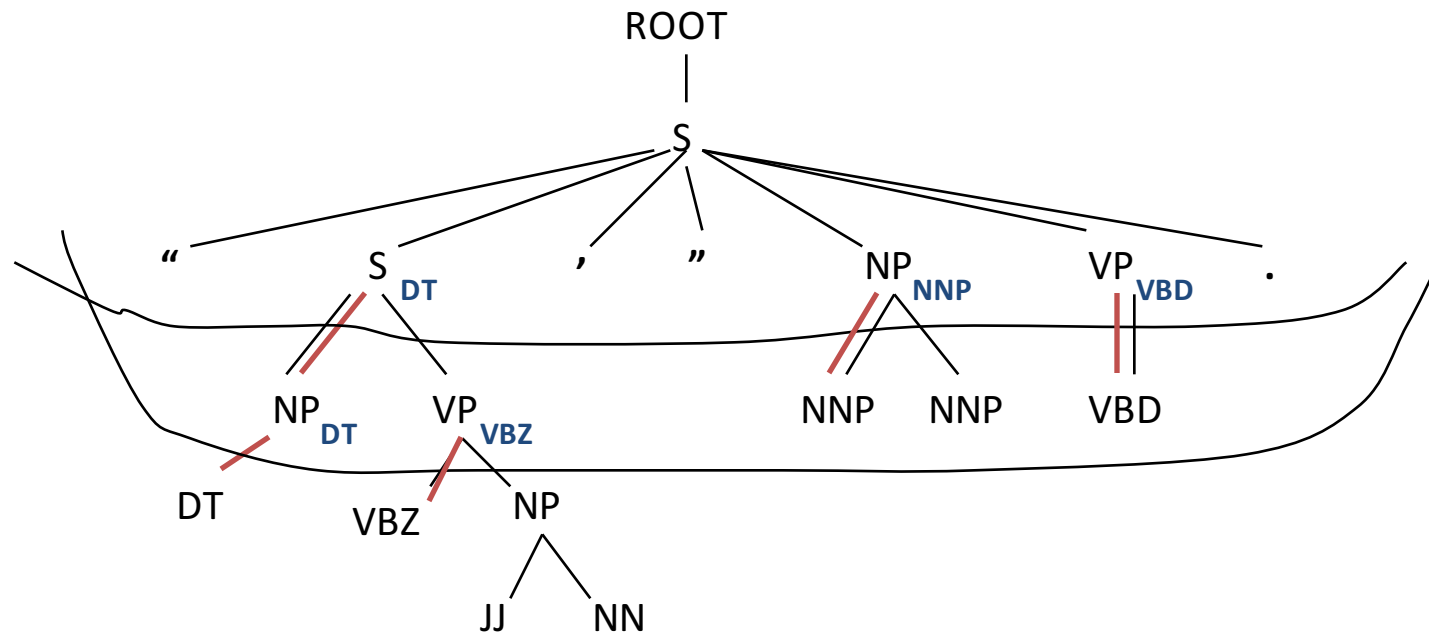 ROOT
S
“ S DT , ” NP NNP VP VBD .
NP DT VP VBZ NNP NNP VBD
DT VBZ NP
JJ NN